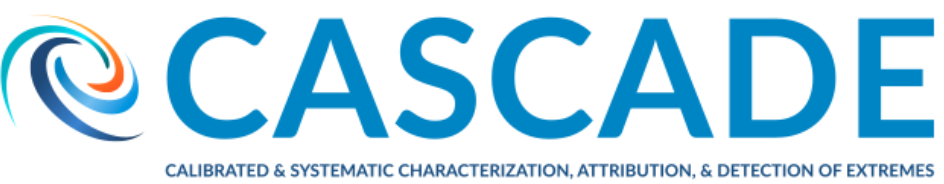 CASCADE
CALIBRATED & SYSTEMATIC CHARACTERIZATION, ATTRIBUTION, & DETECTION OF EXTREMES